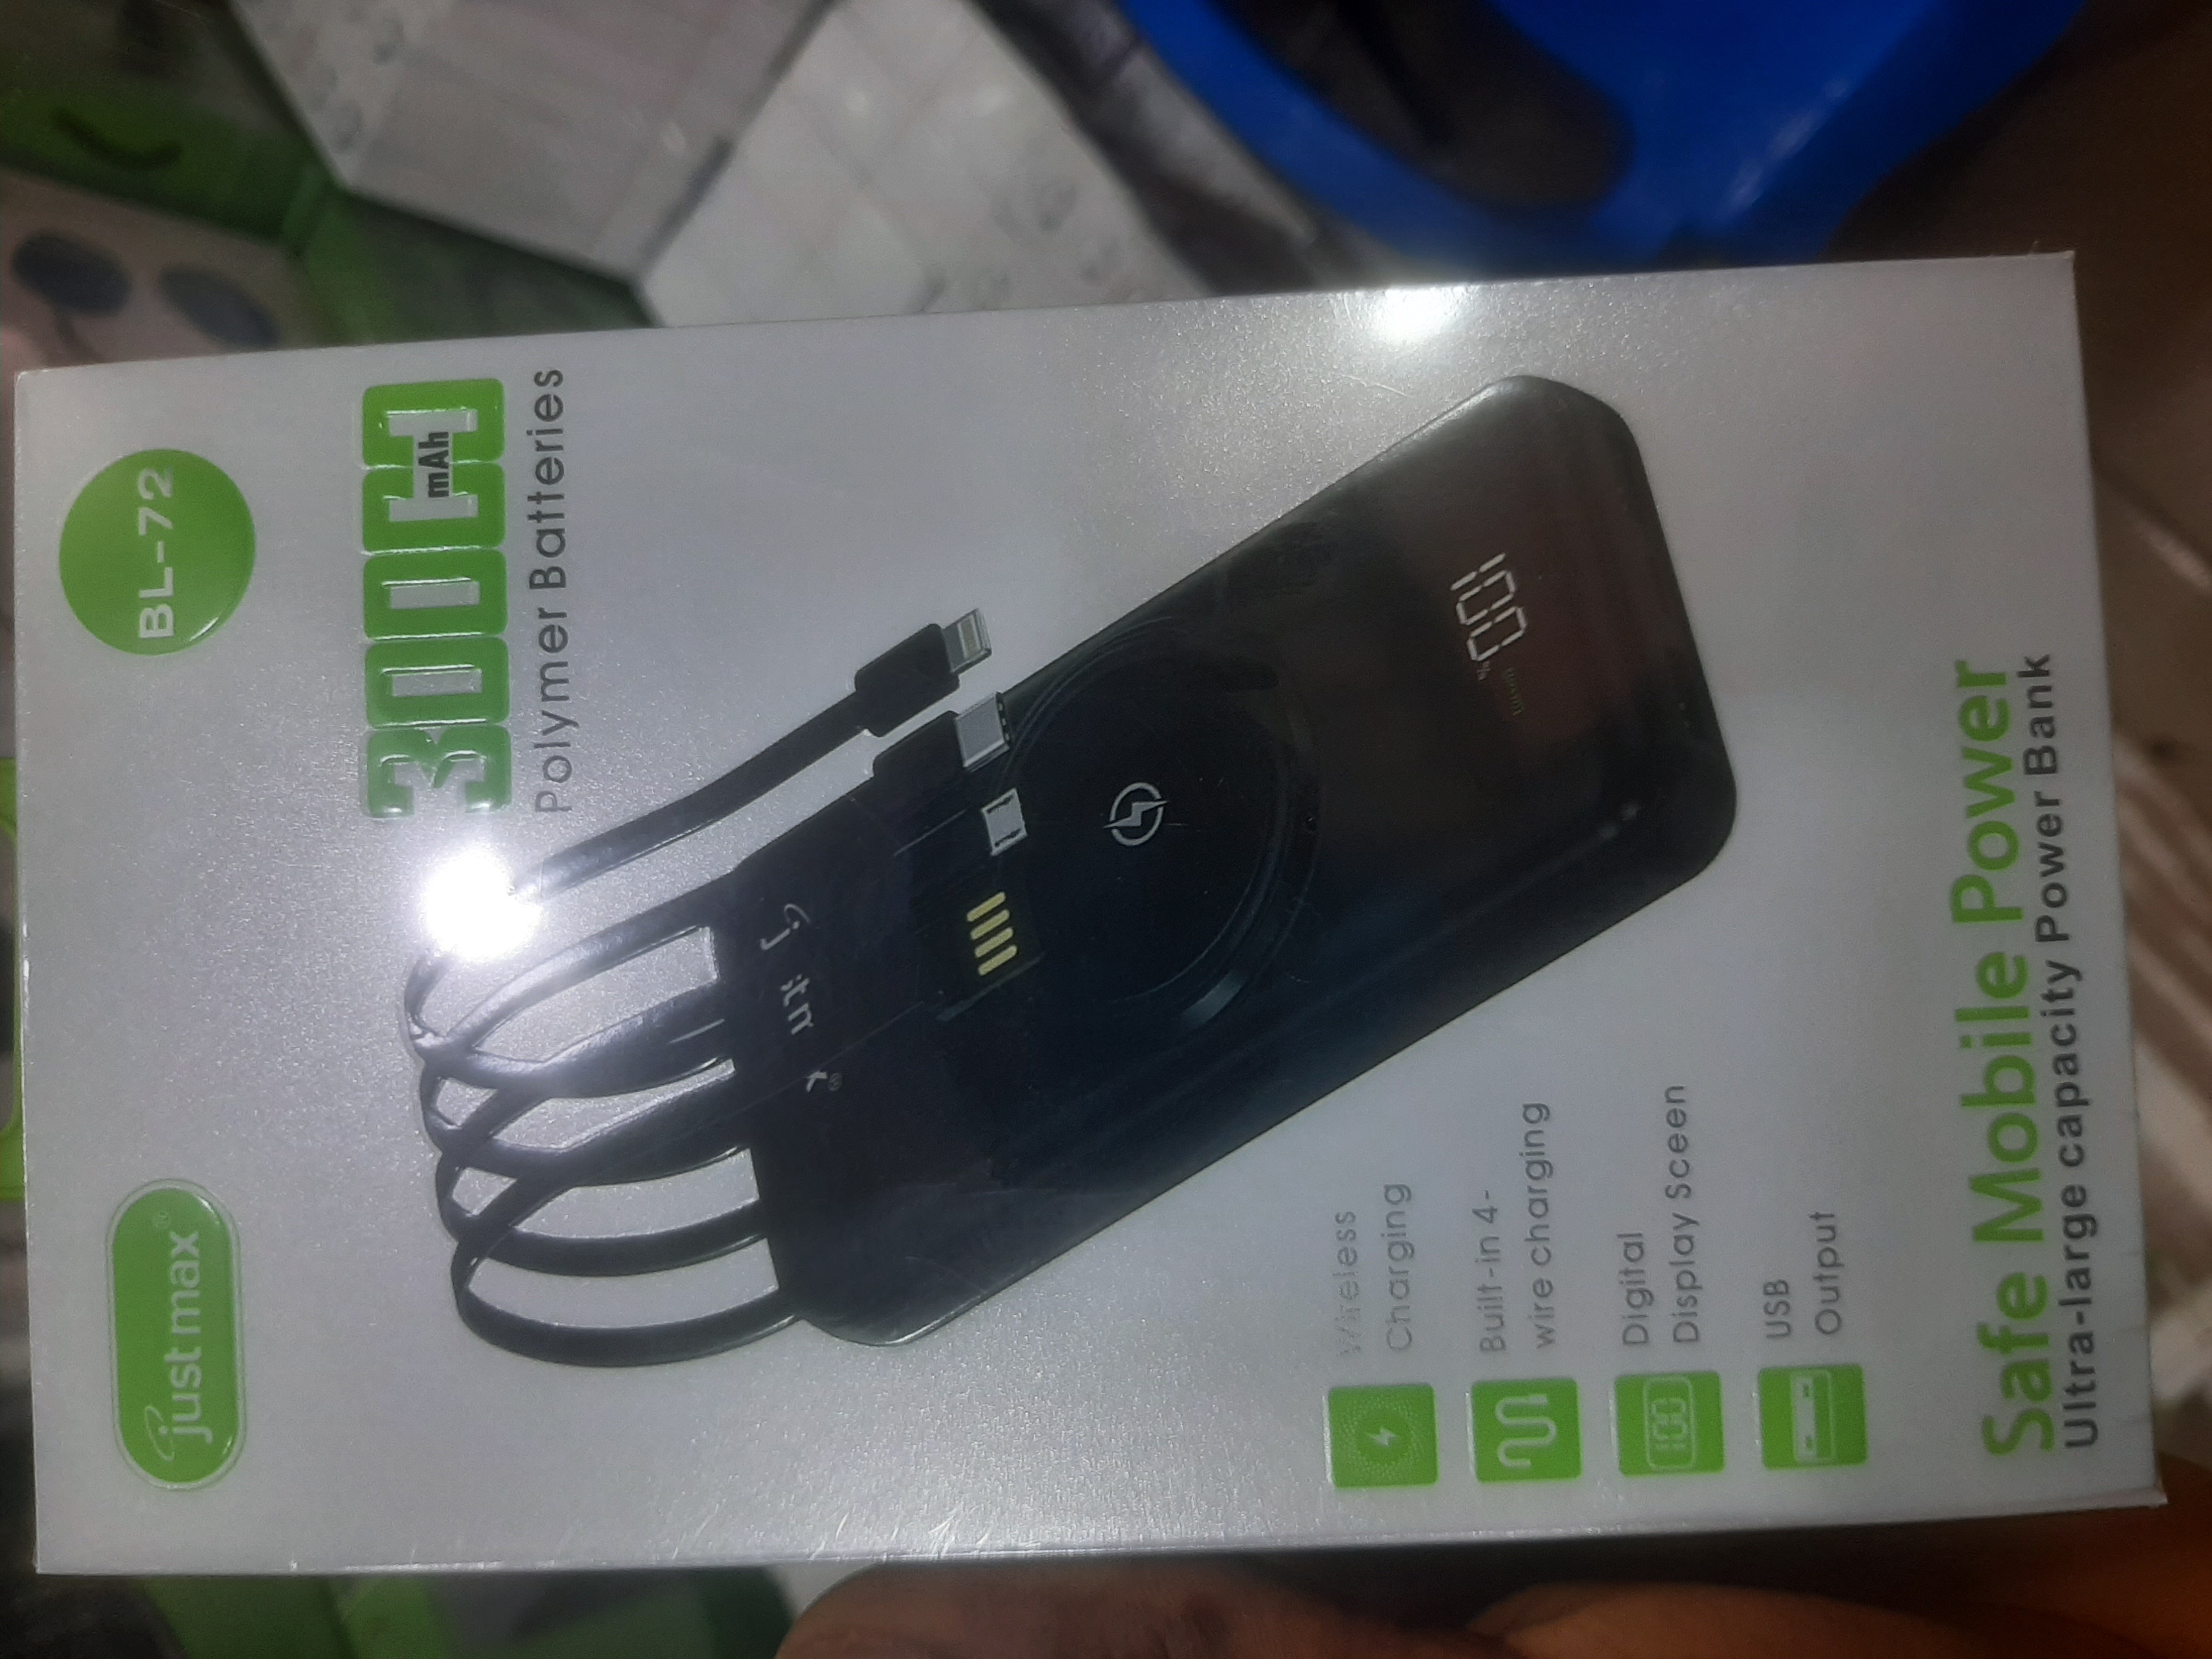 just max®
BL-72
30000
mAh
Polymer Batteries
100
%
Wireless
Charging
Built-in 4-
wire charging
Digital
Display Sceen
100
USB
Output
Safe Mobile Power
Ultra-large capacity Power Bank